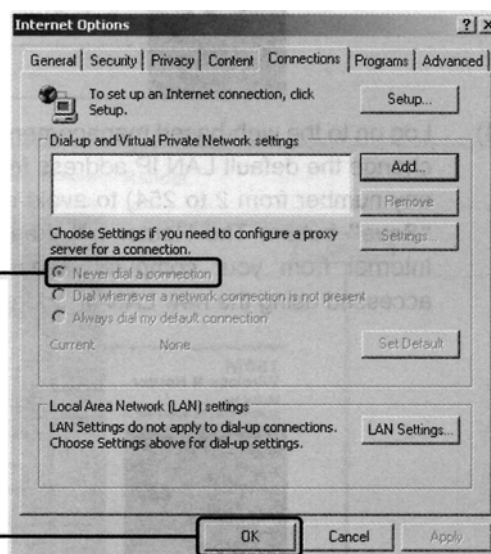 Internet Options
General Security Privacy Content Connections Programs Advanced
To set up an Internet connection, click
Setup.
Setup...
Dial-up and Virtual Private Network settings
Add...
Remove
Choose Settings if you need to configure a proxy
server for a connection.
Settings...
Never dial a connection
Dial whenever a network connection is not present
Always dial my default connection
Current None
Set Default
Local Area Network (LAN) settings
LAN Settings do not apply to dial-up connections.
Choose Settings above for dial-up settings.
LAN Settings...
OK Cancel Apply